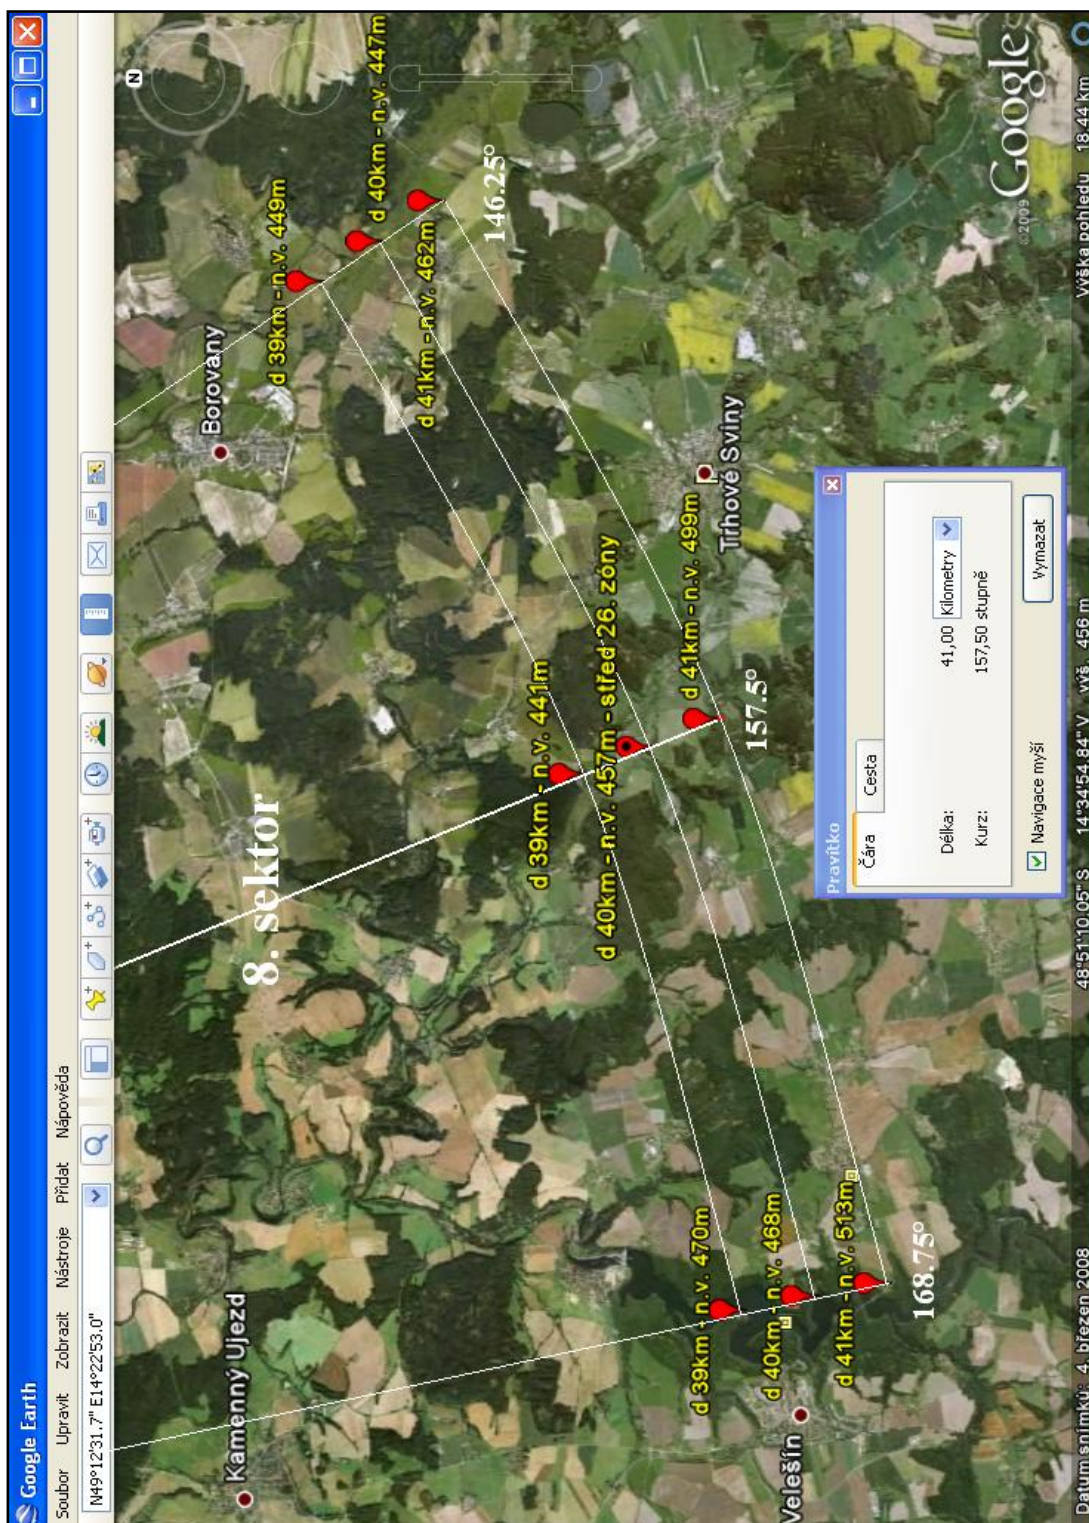 Google Earth
Soubor Upravit Zobrazit Nástroje Přidat Nápověda
N49°12'31.7" E14°22'53.0"
N
8. sektor
Kamenný Ujezd
Borovany
d 39km - n.v. 449m
d 40km - n.v. 447m
d 41km - n.v. 462m
146.25°
d 39km - n.v. 441m
d 40km - n.v. 457m - střed 26. zóny
d 41km - n.v. 499m
157.5°
Trhové Sviny
d 39km - n.v. 470m
d 40km - n.v. 468m
d 41km - n.v. 513m
168.75°
Velešín
Pravítko
Čára Cesta
Délka: 41,00 Kilometry
Kurz: 157,50 stupně
Navigace myší
Vymazat
©2009 Google
Datum snímků: 4. březen 2008 48°51'10.05" S 14°34'54.84" V výš 456 m Výška pohledu 18.44 km